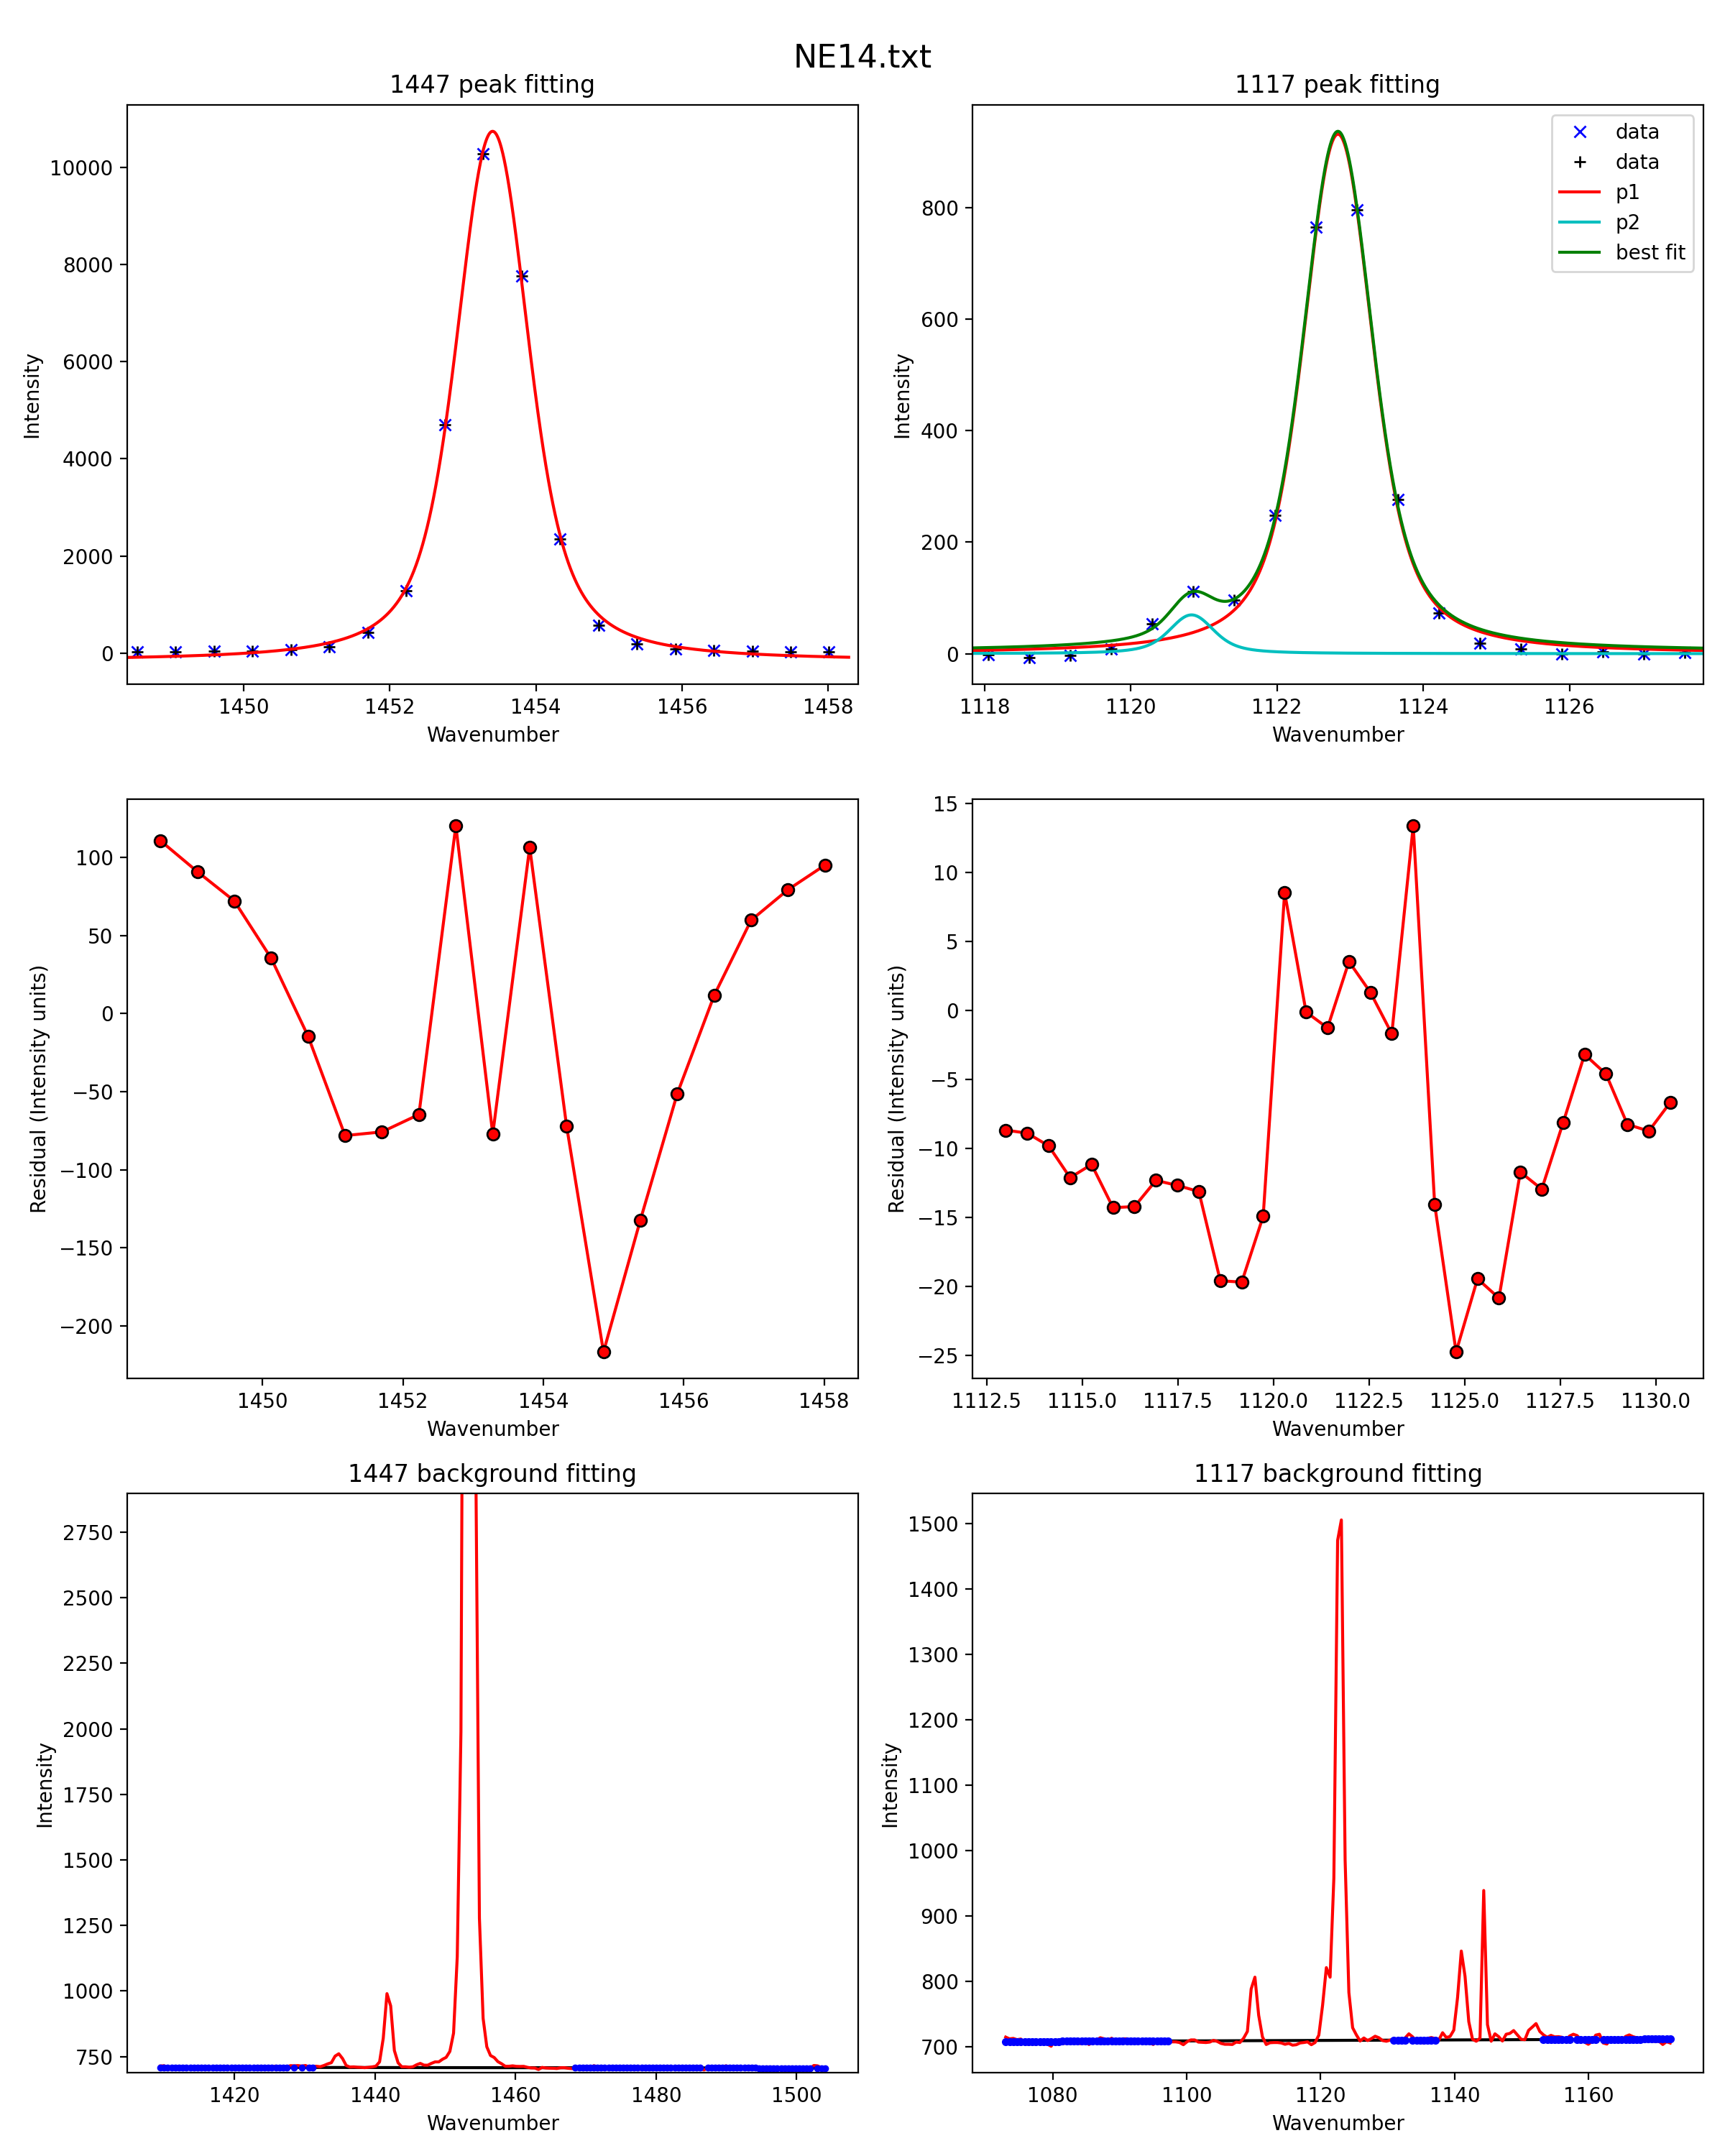 NE14.txt
1447 peak fitting
10000
8000
6000
4000
2000
0
Intensity
1450 1452 1454 1456 1458
Wavenumber
1117 peak fitting
data
data
p1
p2
best fit
800
600
400
200
0
Intensity
1118 1120 1122 1124 1126
Wavenumber
100
50
0
−50
−100
−150
−200
Residual (Intensity units)
1450 1452 1454 1456 1458
Wavenumber
15
10
5
0
−5
−10
−15
−20
−25
Residual (Intensity units)
1112.5 1115.0 1117.5 1120.0 1122.5 1125.0 1127.5 1130.0
Wavenumber
1447 background fitting
2750
2500
2250
2000
1750
1500
1250
1000
750
Intensity
1420 1440 1460 1480 1500
Wavenumber
1117 background fitting
1500
1400
1300
1200
1100
1000
900
800
700
Intensity
1080 1100 1120 1140 1160
Wavenumber